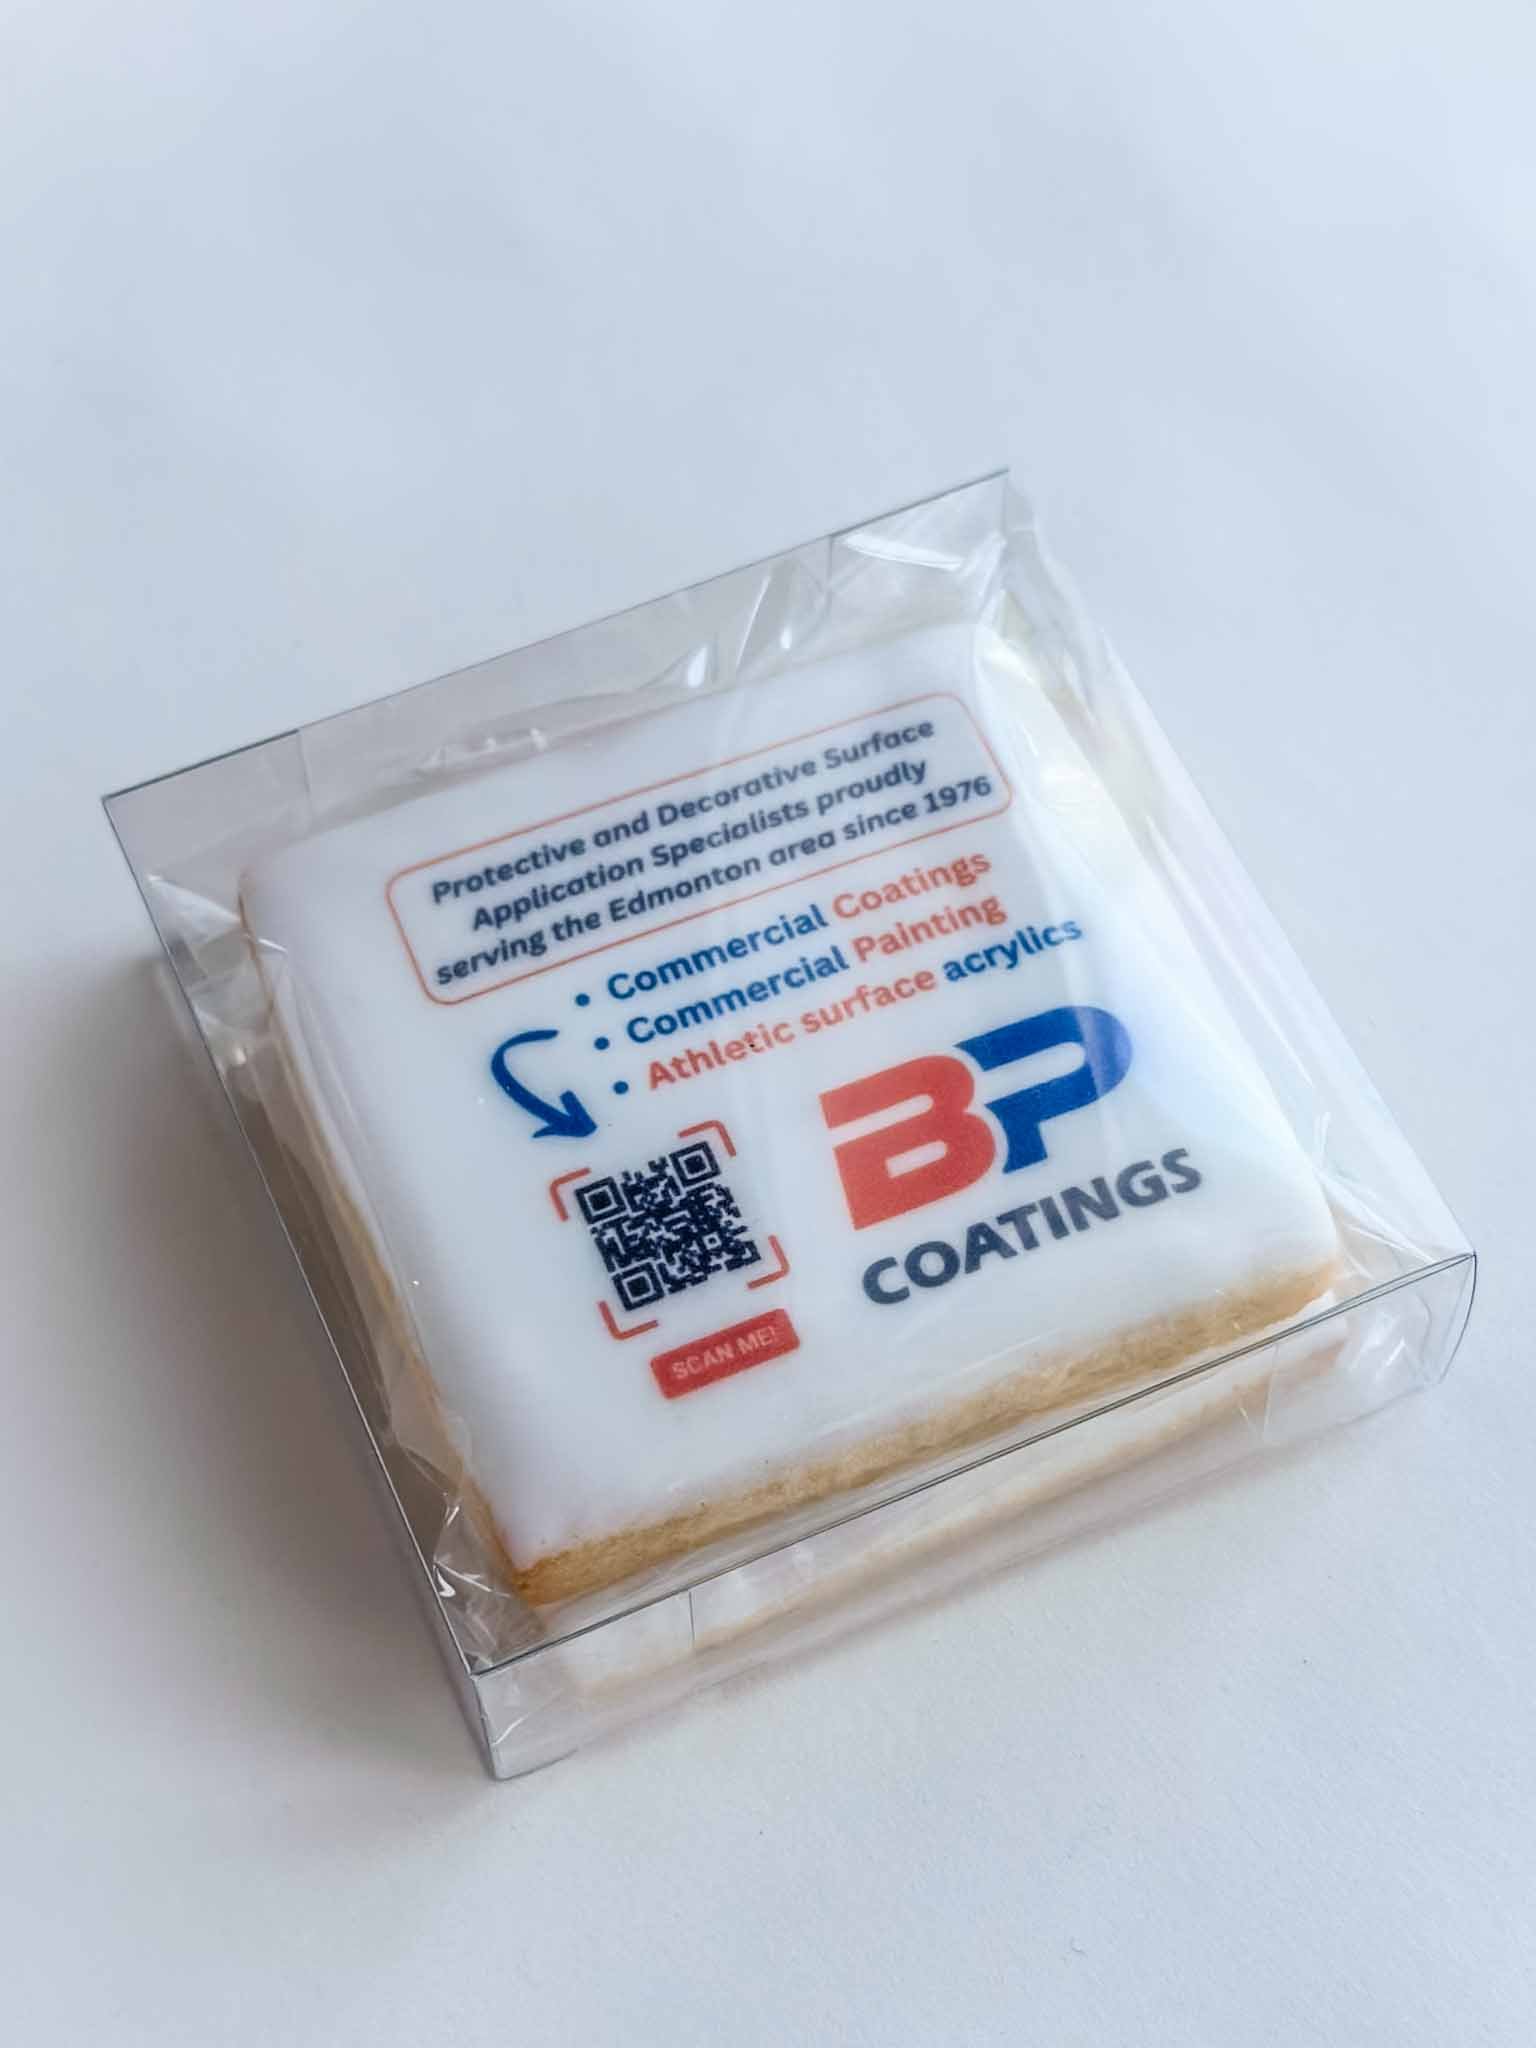 Protective and Decorative Surface
Application Specialists proudly
serving the Edmonton area since 1976
• Commercial Coatings
• Commercial Painting
• Athletic surface acrylics
BP
COATINGS
SCAN ME!